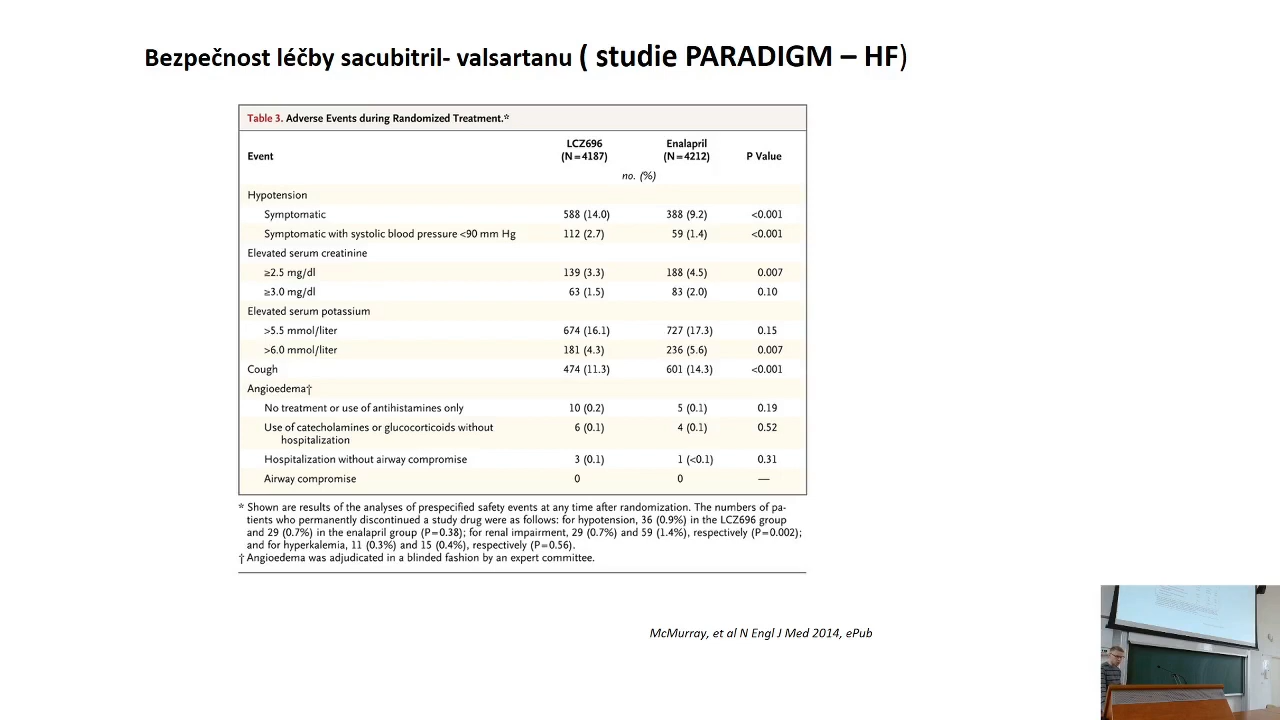 Bezpečnost léčby sacubitril- valsartanu ( studie PARADIGM – HF)
Table 3. Adverse Events during Randomized Treatment.*
Event LCZ696 (N=4187) Enalapril (N=4212) P Value
no. (%)
Hypotension
Symptomatic 588 (14.0) 388 (9.2) <0.001
Symptomatic with systolic blood pressure <90 mm Hg 112 (2.7) 59 (1.4) <0.001
Elevated serum creatinine
≥2.5 mg/dl 139 (3.3) 188 (4.5) 0.007
≥3.0 mg/dl 63 (1.5) 83 (2.0) 0.10
Elevated serum potassium
>5.5 mmol/liter 674 (16.1) 727 (17.3) 0.15
>6.0 mmol/liter 181 (4.3) 236 (5.6) 0.007
Cough 474 (11.3) 601 (14.3) <0.001
Angioedema†
No treatment or use of antihistamines only 10 (0.2) 5 (0.1) 0.19
Use of catecholamines or glucocorticoids without 6 (0.1) 4 (0.1) 0.52
hospitalization
Hospitalization without airway compromise 3 (0.1) 1 (<0.1) 0.31
Airway compromise 0 0 —
* Shown are results of the analyses of prespecified safety events at any time after randomization. The numbers of pa-
tients who permanently discontinued a study drug were as follows: for hypotension, 36 (0.9%) in the LCZ696 group
and 29 (0.7%) in the enalapril group (P=0.38); for renal impairment, 29 (0.7%) and 59 (1.4%), respectively (P=0.002);
and for hyperkalemia, 11 (0.3%) and 15 (0.4%), respectively (P=0.56).
† Angioedema was adjudicated in a blinded fashion by an expert committee.
McMurray, et al N Engl J Med 2014, ePub